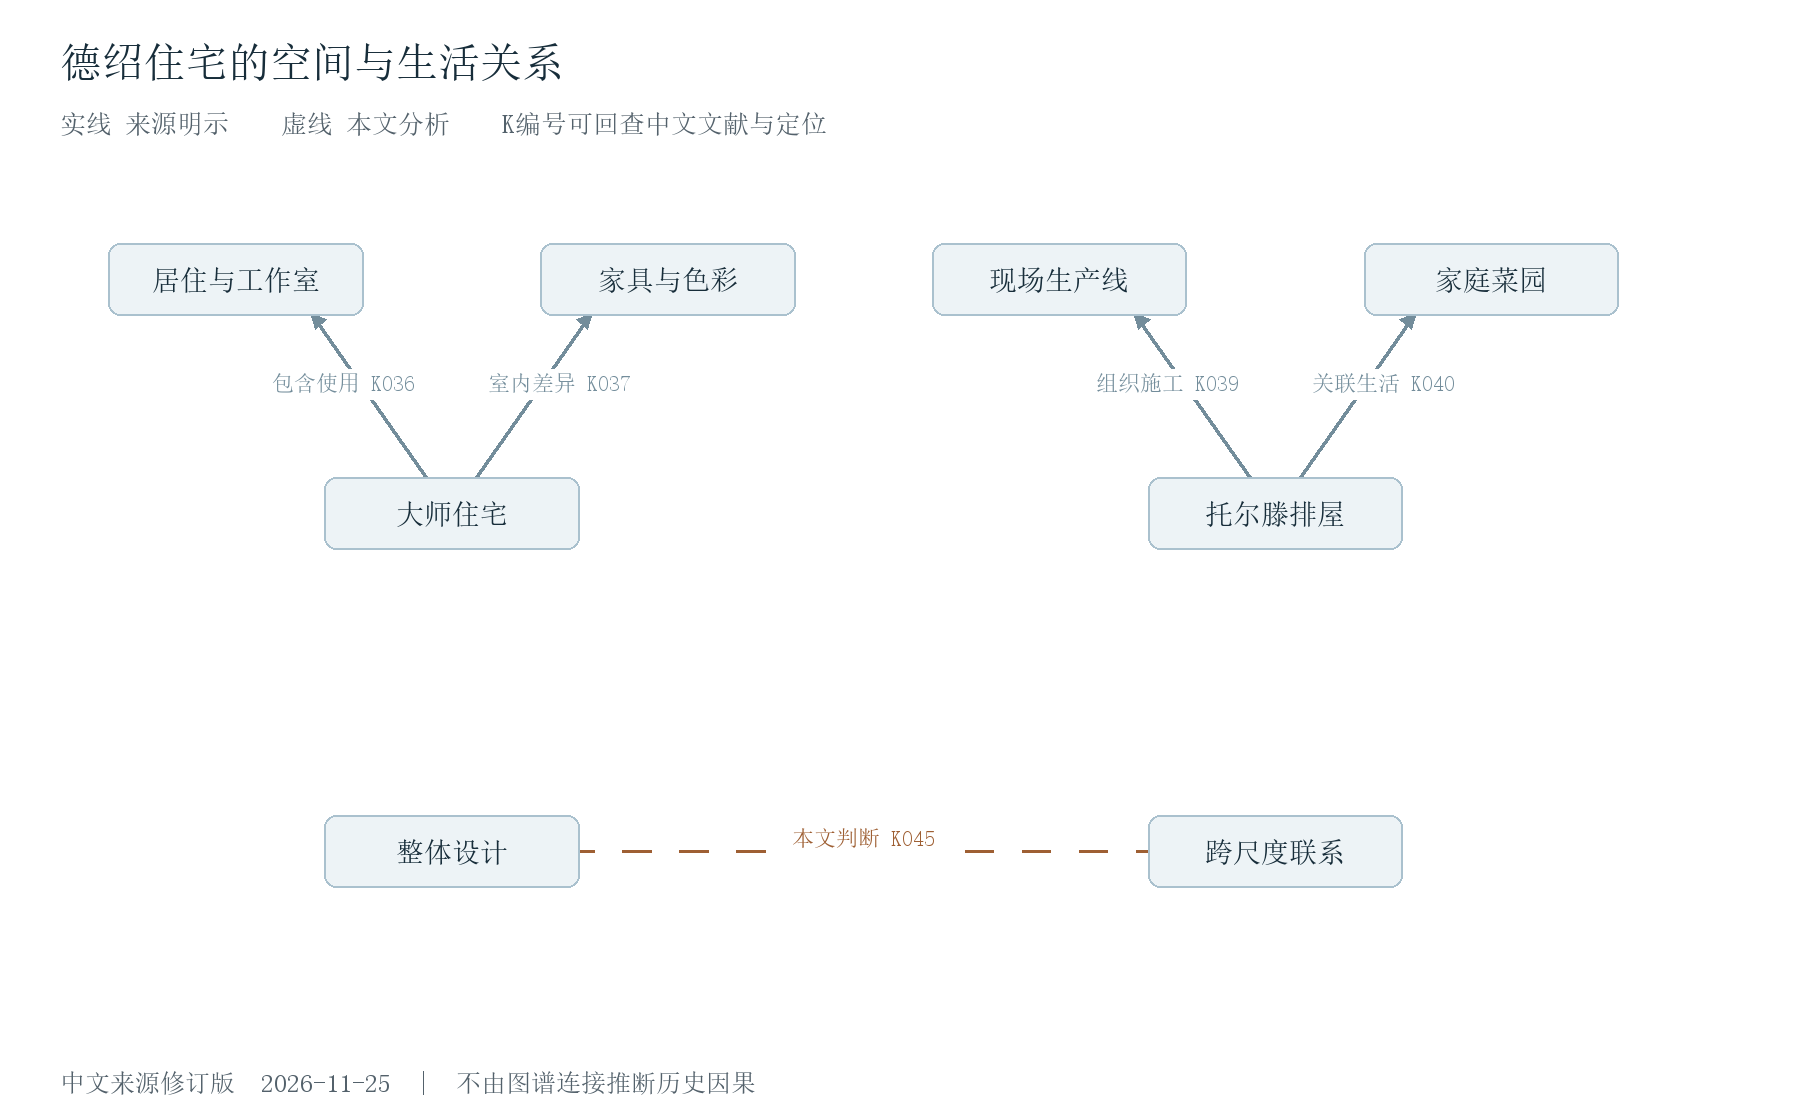 德绍住宅的空间与生活关系
实线 来源明示 虚线 本文分析 K编号可回查中文文献与定位
居住与工作室
家具与色彩
现场生产线
家庭菜园
包含使用 K036
室内差异 K037
组织施工 K039
关联生活 K040
大师住宅
托尔滕排屋
整体设计
本文判断 K045
跨尺度联系
中文来源修订版 2026-11-25 | 不由图谱连接推断历史因果